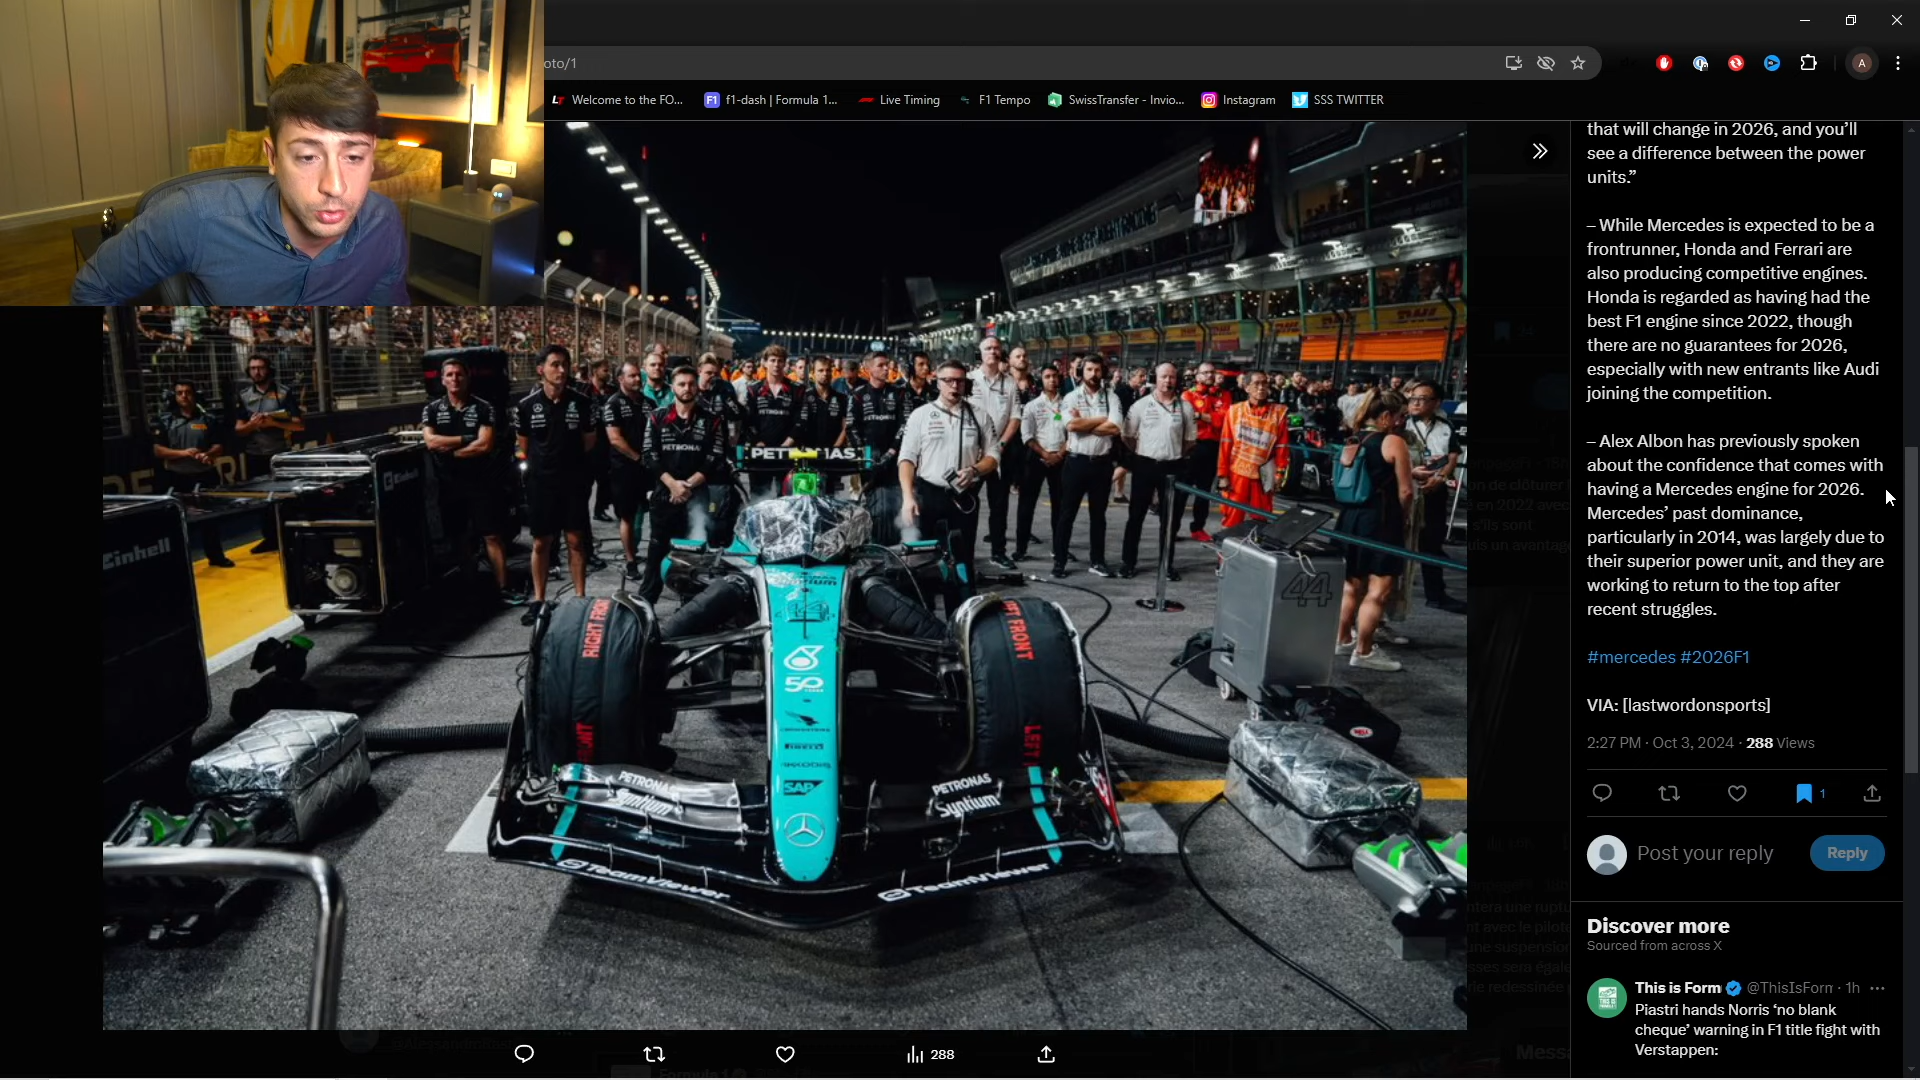 oto/1
A
Welcome to the FO...
f1-dash | Formula 1...
Live Timing
F1 Tempo
SwissTransfer - Invio...
Instagram
SSS TWITTER
that will change in 2026, and you’ll
see a difference between the power
units.”
– While Mercedes is expected to be a
frontrunner, Honda and Ferrari are
also producing competitive engines.
Honda is regarded as having had the
best F1 engine since 2022, though
there are no guarantees for 2026,
especially with new entrants like Audi
joining the competition.
– Alex Albon has previously spoken
about the confidence that comes with
having a Mercedes engine for 2026.
Mercedes’ past dominance,
particularly in 2014, was largely due to
their superior power unit, and they are
working to return to the top after
recent struggles.
#mercedes #2026F1
VIA: [lastwordonsports]
2:27 PM · Oct 3, 2024 · 288 Views
1
Post your reply
Reply
Discover more
Sourced from across X
This is Form @ThisIsForm · 1h
Piastri hands Norris ‘no blank
cheque’ warning in F1 title fight with
Verstappen:
288
PETRONAS
Einhell
44
44
RIGHT FRONT
LEFT FRONT
50
SAP
PETRONAS
Syntium
PETRONAS
Syntium
TeamViewer
TeamViewer